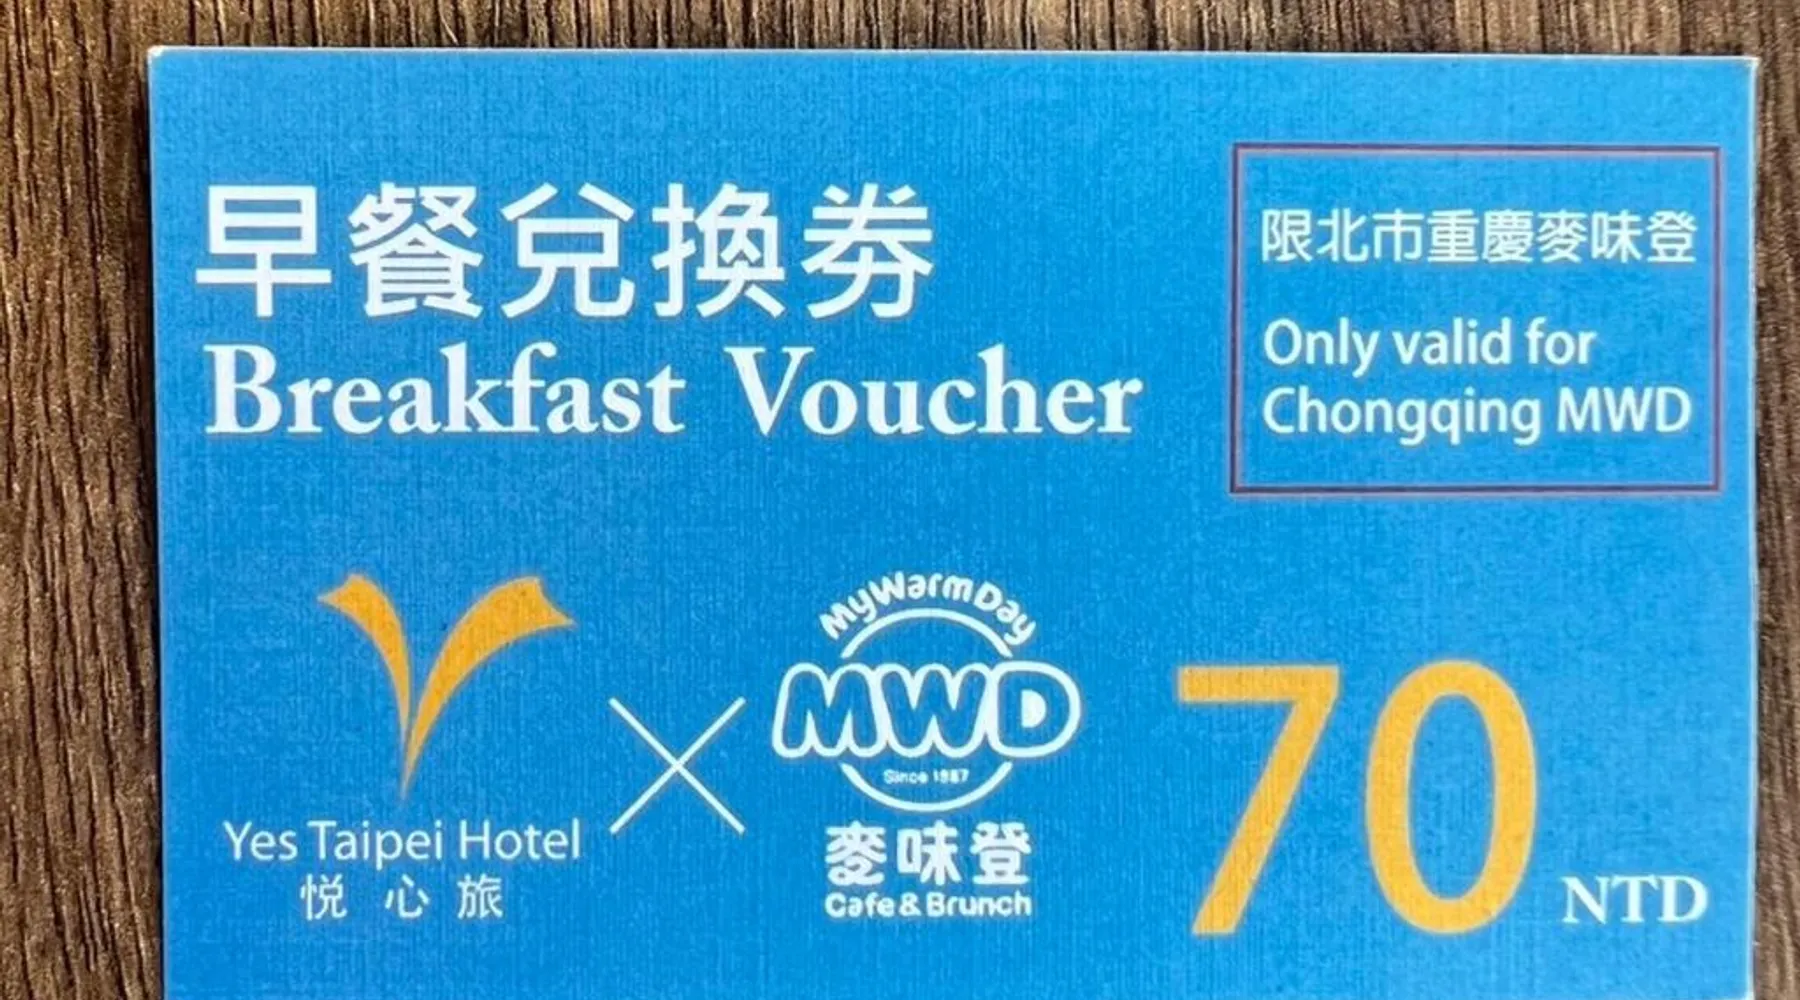 早餐兌換券
Breakfast Voucher
限北市重慶麥味登
Only valid for
Chongqing MWD
Yes Taipei Hotel
悅心旅
MyWarmDay
MWD
Since 1987
麥味登
Cafe & Brunch
70 NTD